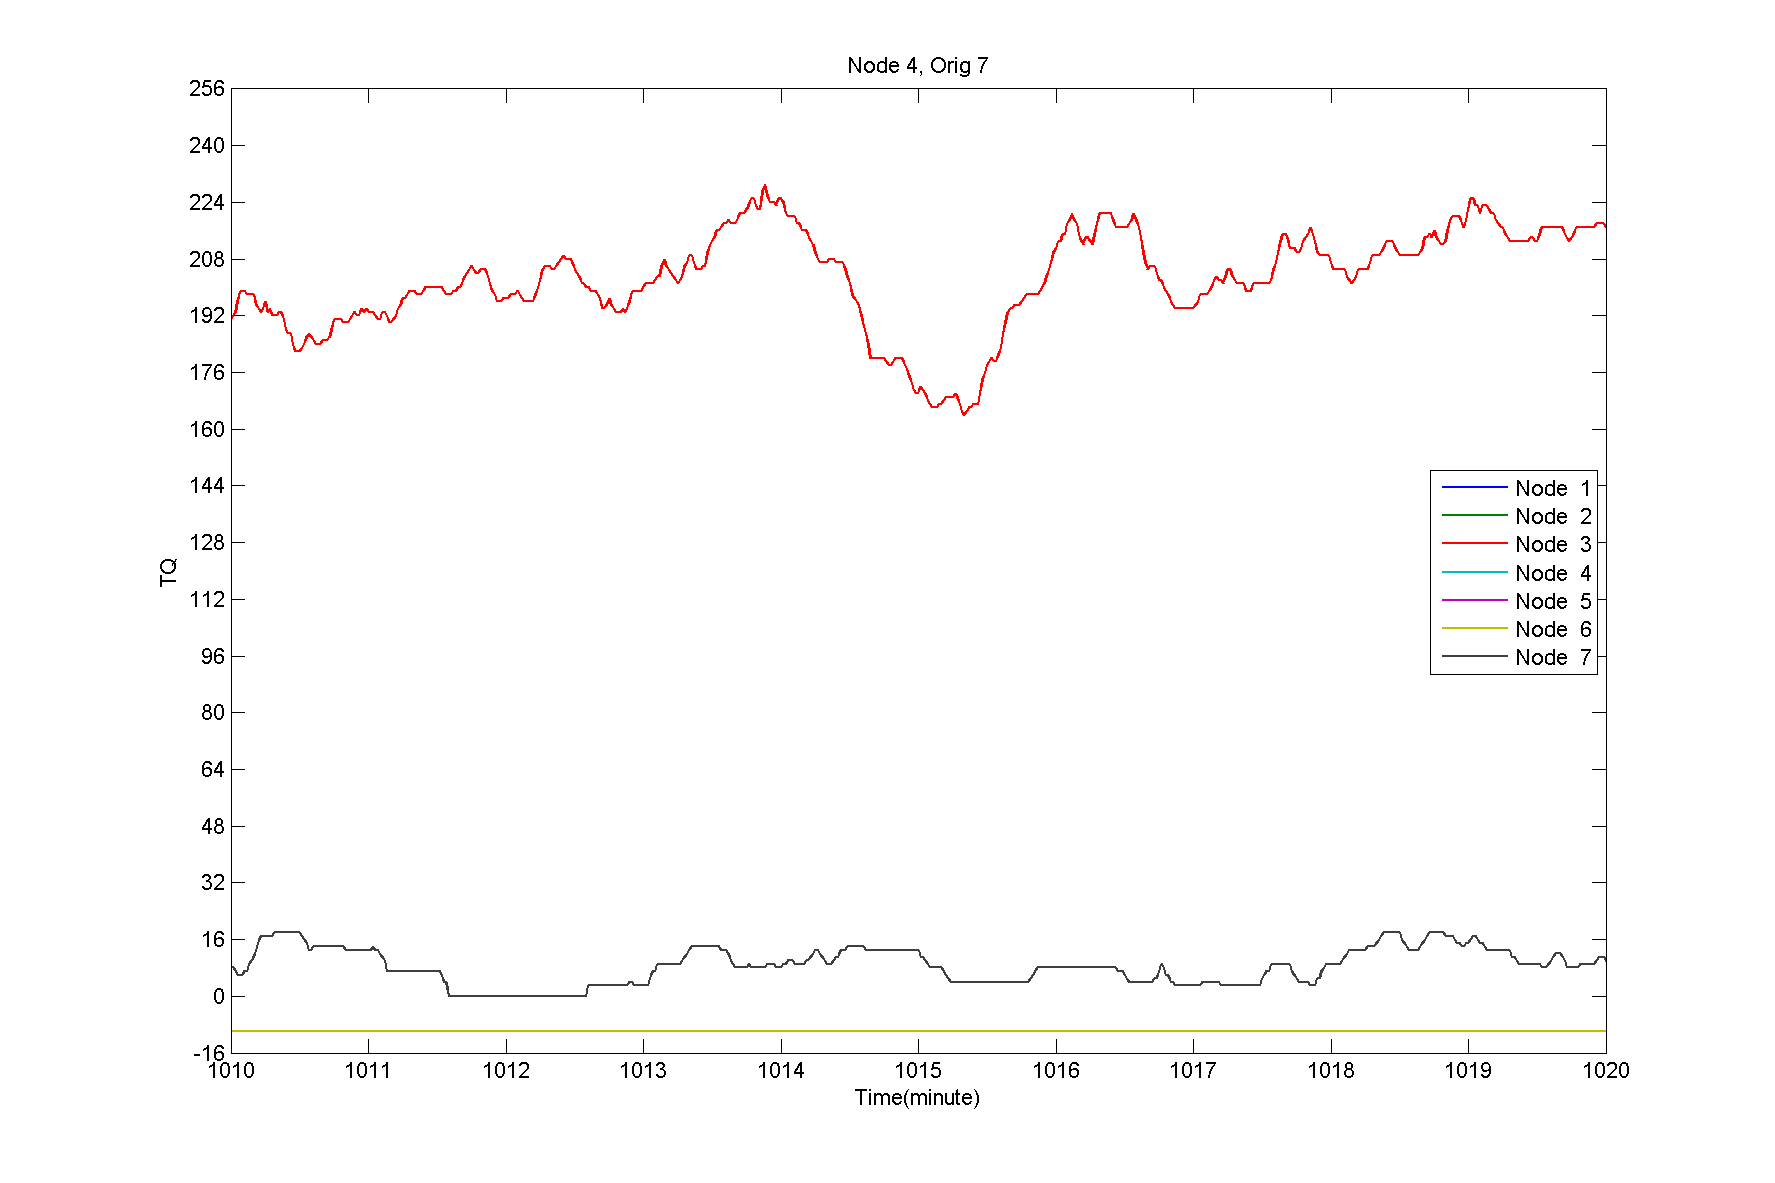 Node 4, Orig 7
256
240
224
208
192
176
160
144
128
112
96
80
64
48
32
16
0
-16
TQ
Node 1
Node 2
Node 3
Node 4
Node 5
Node 6
Node 7
1010 1011 1012 1013 1014 1015 1016 1017 1018 1019 1020
Time(minute)